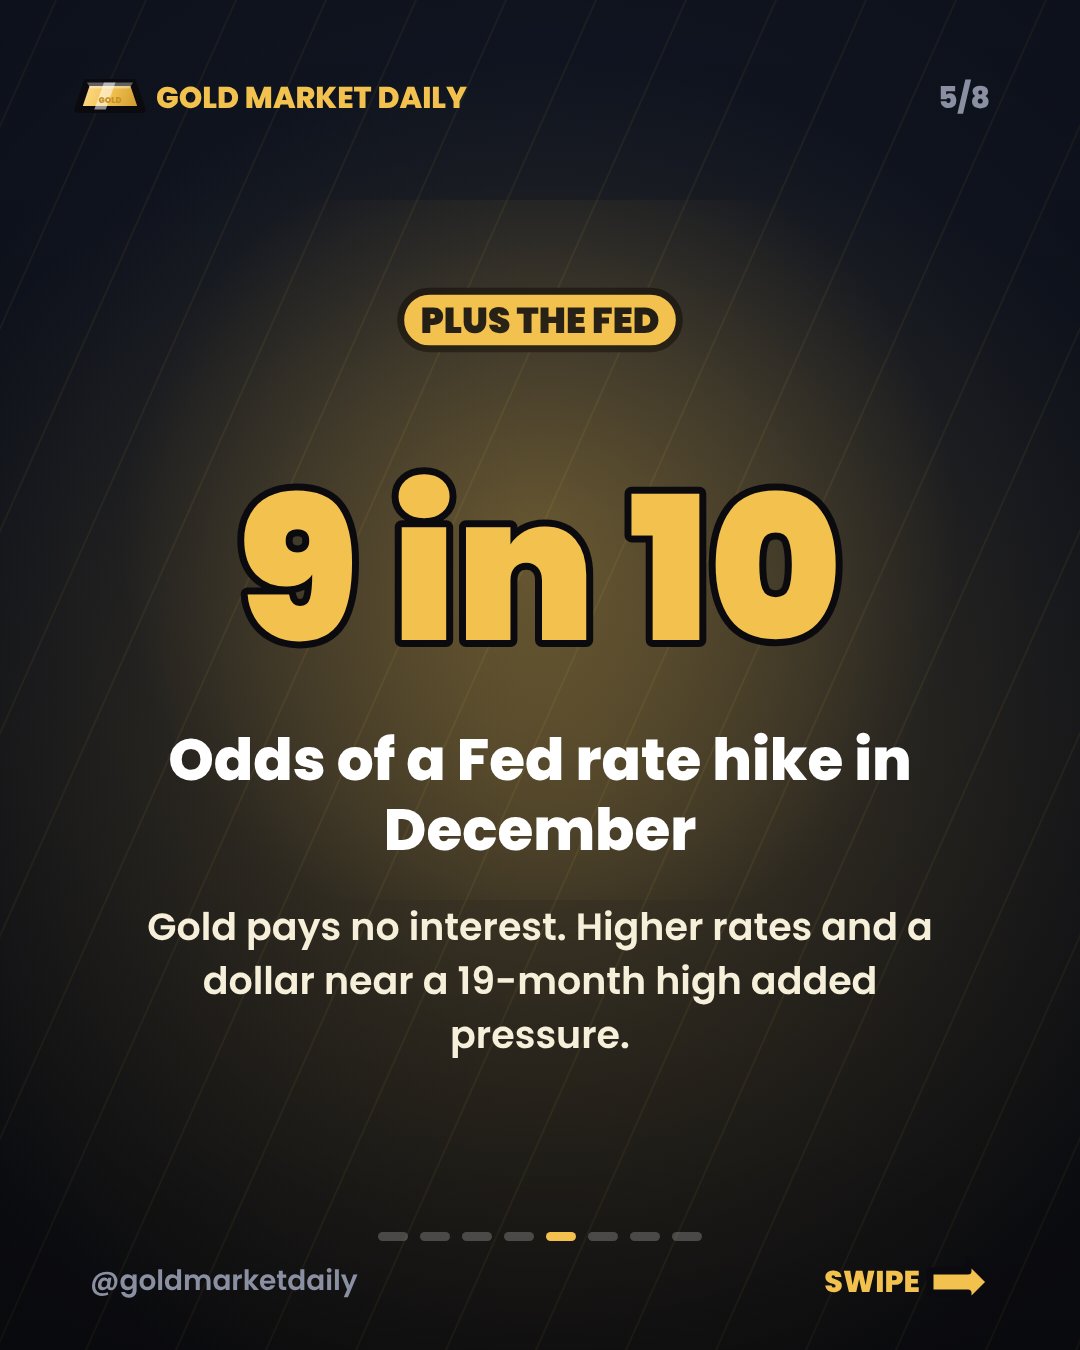 GOLD
GOLD MARKET DAILY
5/8
PLUS THE FED
9 in 10
Odds of a Fed rate hike in
December
Gold pays no interest. Higher rates and a
dollar near a 19-month high added
pressure.
@goldmarketdaily
SWIPE